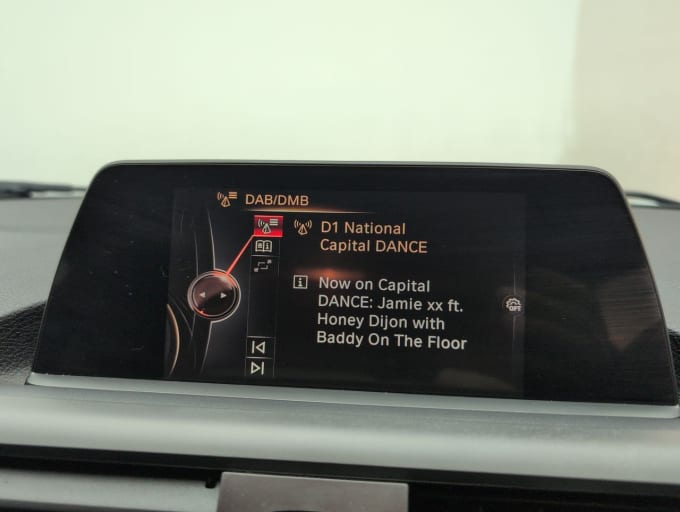 DAB/DMB
D1 National
Capital DANCE
Now on Capital
DANCE: Jamie xx ft.
Honey Dijon with
Baddy On The Floor
OFF